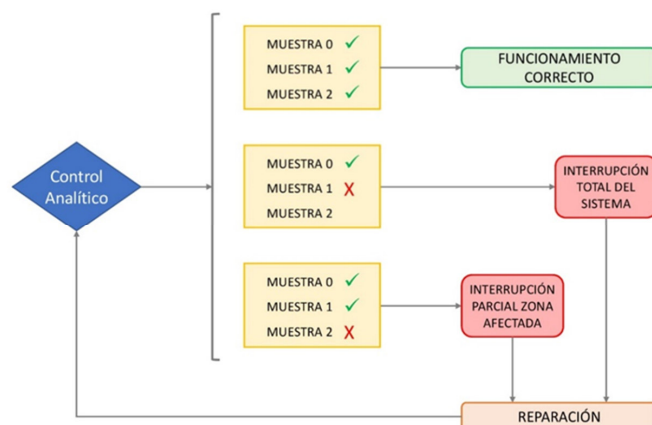 Control
Analítico
MUESTRA 0 ✓
MUESTRA 1 ✓
MUESTRA 2 ✓
FUNCIONAMIENTO
CORRECTO
MUESTRA 0 ✓
MUESTRA 1 X
MUESTRA 2
INTERRUPCIÓN
TOTAL DEL
SISTEMA
MUESTRA 0 ✓
MUESTRA 1 ✓
MUESTRA 2 X
INTERRUPCIÓN
PARCIAL ZONA
AFECTADA
REPARACIÓN